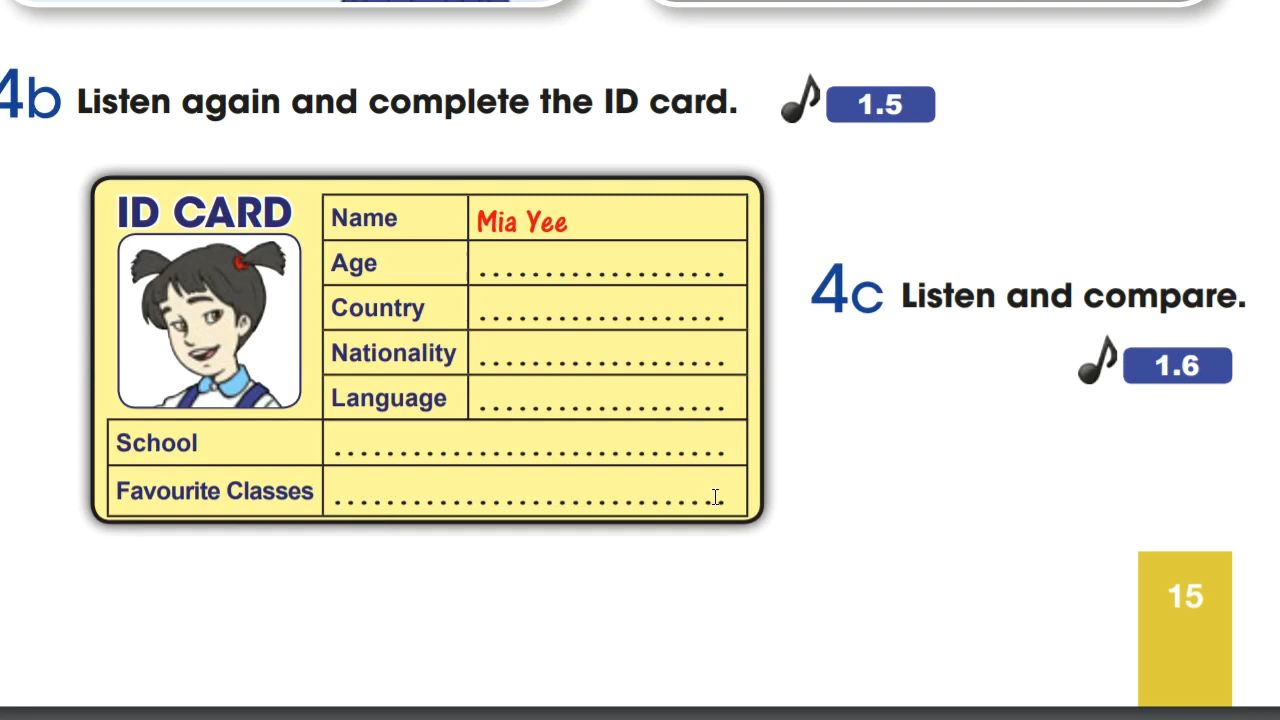 4b Listen again and complete the ID card. 1.5
ID CARD
Name Mia Yee
Age ...................
Country ...................
Nationality ...................
Language ...................
School ..............................
Favourite Classes ..............................
4c Listen and compare.
1.6
15